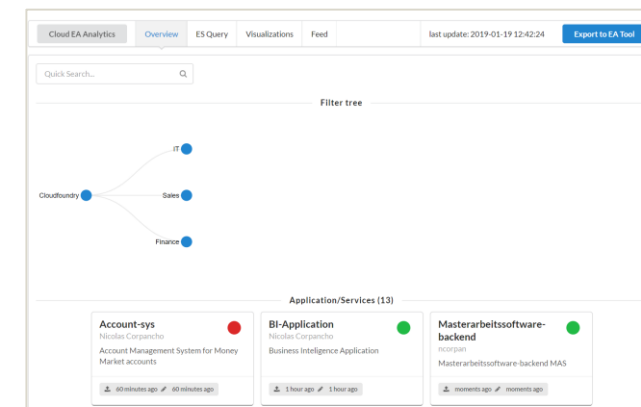 Cloud EA Analytics Overview ES Query Visualizations Feed last update: 2019-01-19 12:42:24 Export to EA Tool
Quick Search...
Filter tree
IT
Cloudfoundry Sales
Finance
Application/Services (13)
Account-sys
Nicolas Corpancho
Account Management System for Money
Market accounts
60 minutes ago 60 minutes ago
BI-Application
Nicolas Corpancho
Business Inteligence Application
1 hour ago 1 hour ago
Masterarbeitssoftware-
backend
ncorpan
Masterarbeitssoftware-backend MAS
moments ago moments ago